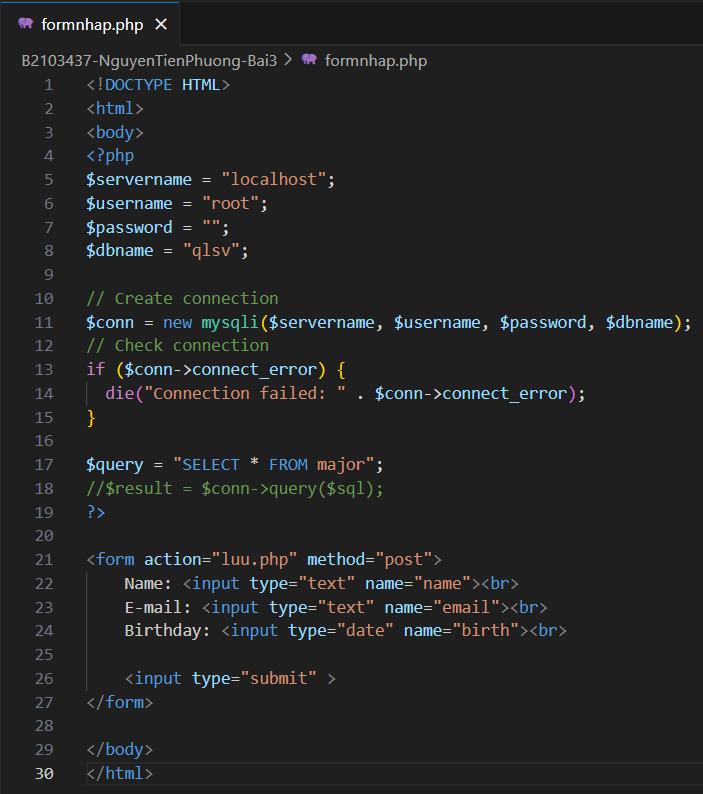 formnhap.php
B2103437-NguyenTienPhuong-Bai3 > formnhap.php
1 <!DOCTYPE HTML>
2 <html>
3 <body>
4 <?php
5 $servername = "localhost";
6 $username = "root";
7 $password = "";
8 $dbname = "qlsv";
9
10 // Create connection
11 $conn = new mysqli($servername, $username, $password, $dbname);
12 // Check connection
13 if ($conn->connect_error) {
14   die("Connection failed: " . $conn->connect_error);
15 }
16
17 $query = "SELECT * FROM major";
18 //$result = $conn->query($sql);
19 ?>
20
21 <form action="luu.php" method="post">
22     Name: <input type="text" name="name"><br>
23     E-mail: <input type="text" name="email"><br>
24     Birthday: <input type="date" name="birth"><br>
25
26     <input type="submit" >
27 </form>
28
29 </body>
30 </html>